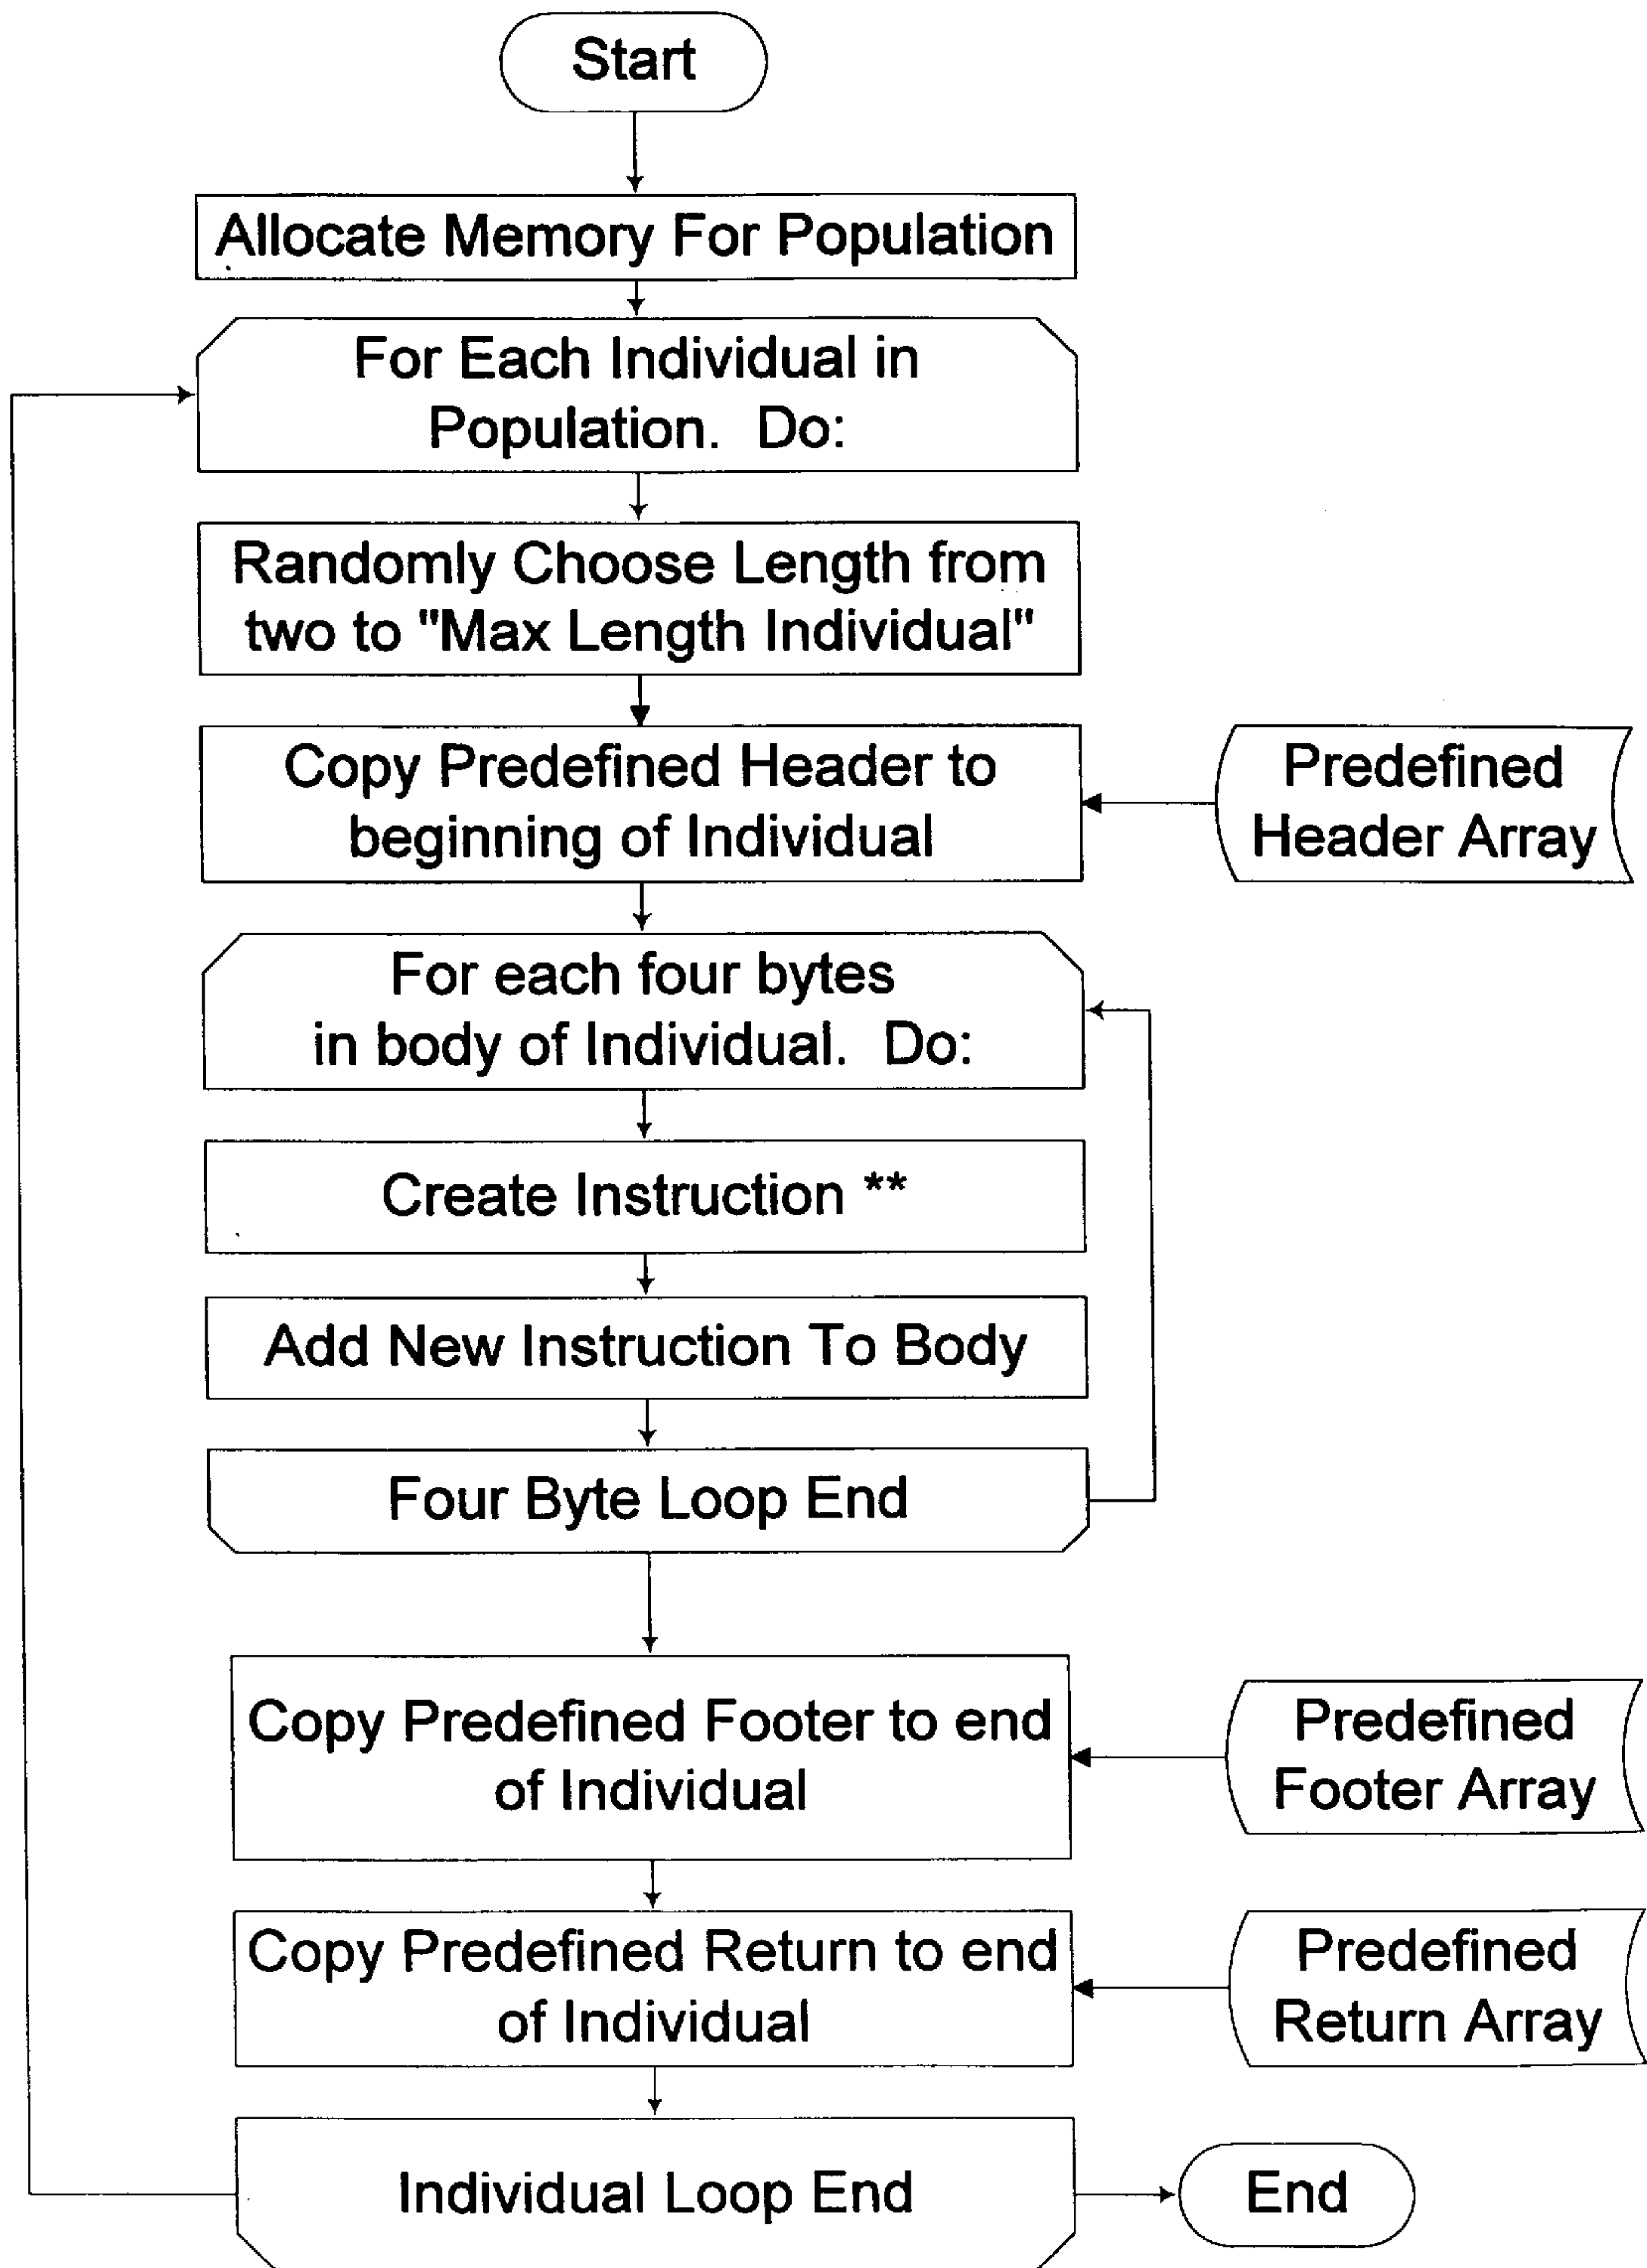 Start
Allocate Memory For Population
For Each Individual in
Population.  Do:
Randomly Choose Length from
two to "Max Length Individual"
Copy Predefined Header to
beginning of Individual
Predefined
Header Array
For each four bytes
in body of Individual.  Do:
Create Instruction **
Add New Instruction To Body
Four Byte Loop End
Copy Predefined Footer to end
of Individual
Predefined
Footer Array
Copy Predefined Return to end
of Individual
Predefined
Return Array
Individual Loop End
End